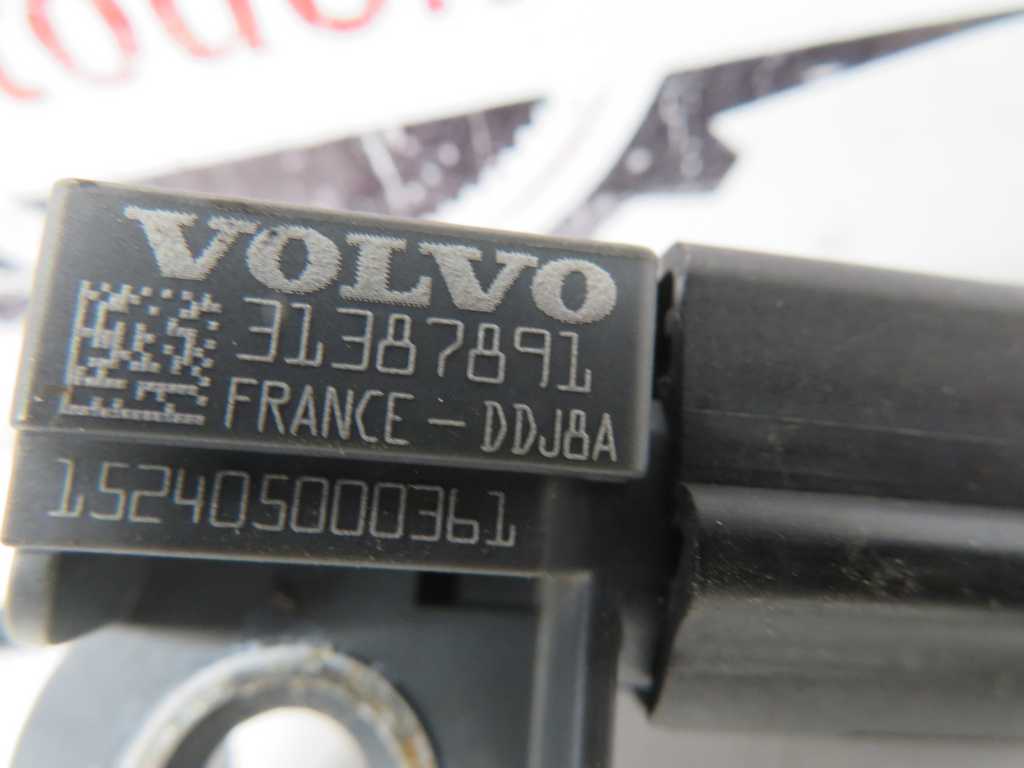 VOLVO
31387891
FRANCE - DDJ8A
152405000361